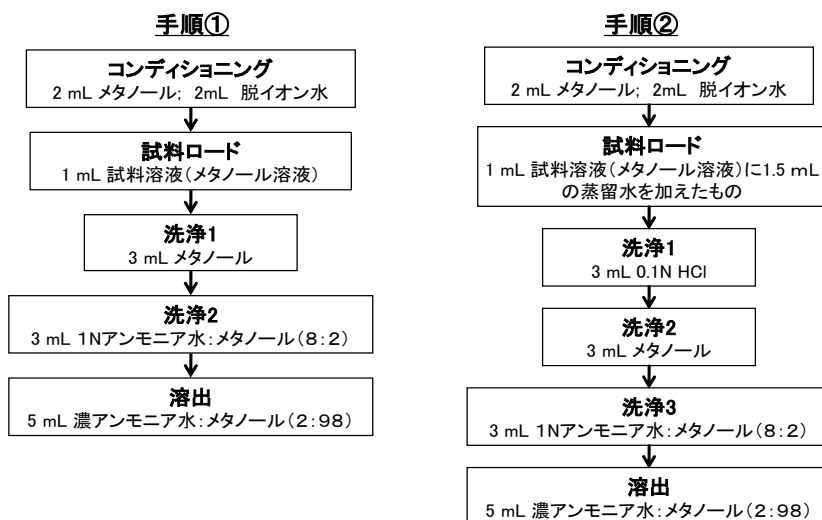 手順①
コンディショニング
2 mL メタノール; 2mL 脱イオン水
試料ロード
1 mL 試料溶液(メタノール溶液)
洗浄1
3 mL メタノール
洗浄2
3 mL 1Nアンモニア水:メタノール(8:2)
溶出
5 mL 濃アンモニア水:メタノール(2:98)
手順②
コンディショニング
2 mL メタノール; 2mL 脱イオン水
試料ロード
1 mL 試料溶液(メタノール溶液)に1.5 mL
の蒸留水を加えたもの
洗浄1
3 mL 0.1N HCl
洗浄2
3 mL メタノール
洗浄3
3 mL 1Nアンモニア水:メタノール(8:2)
溶出
5 mL 濃アンモニア水:メタノール(2:98)